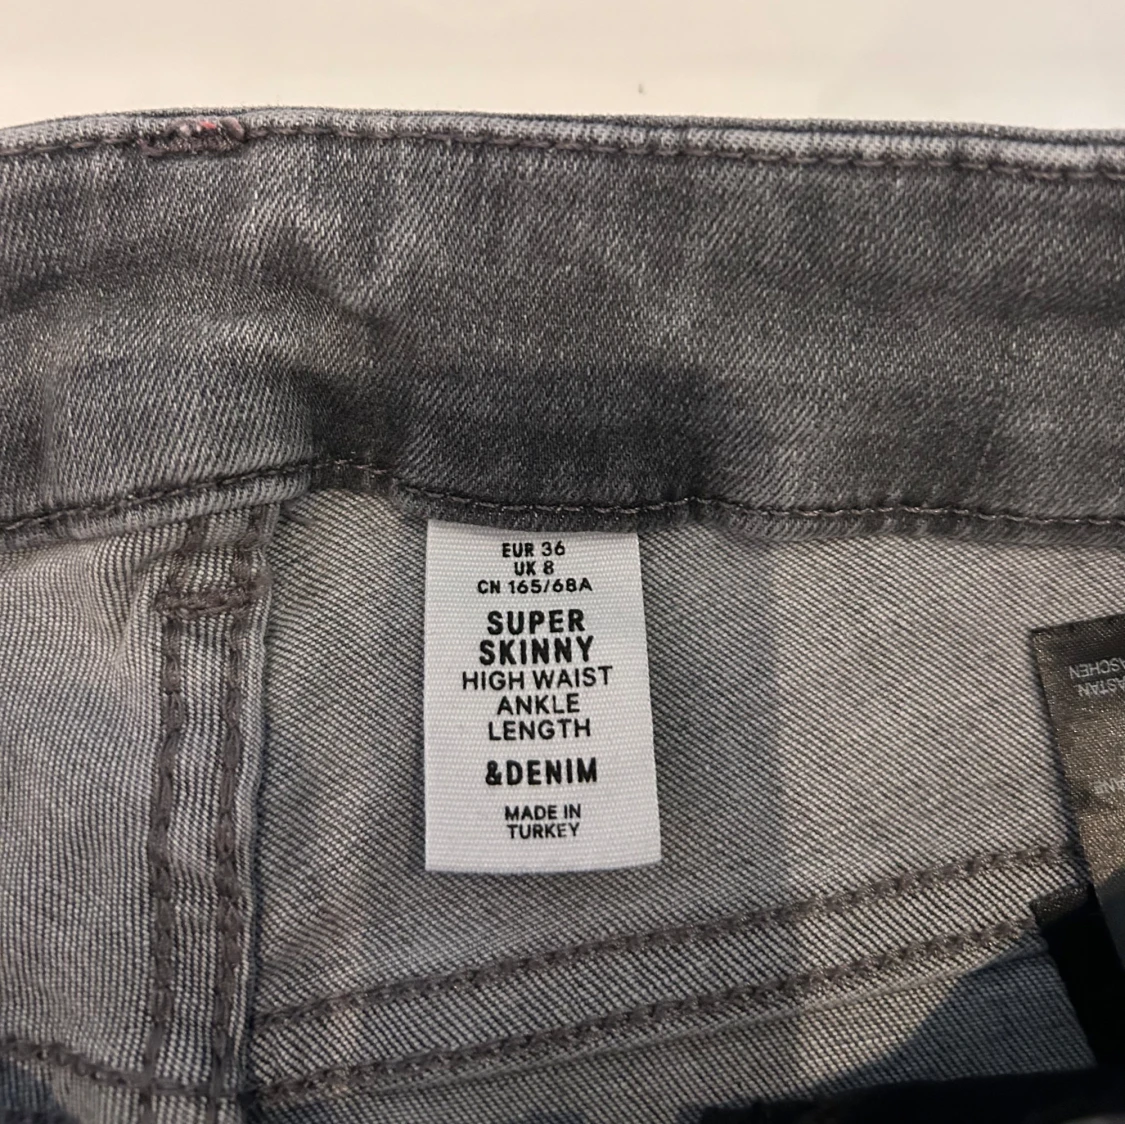 EUR 36
UK 8
CN 165/68A
SUPER
SKINNY
HIGH WAIST
ANKLE
LENGTH
&DENIM
MADE IN
TURKEY